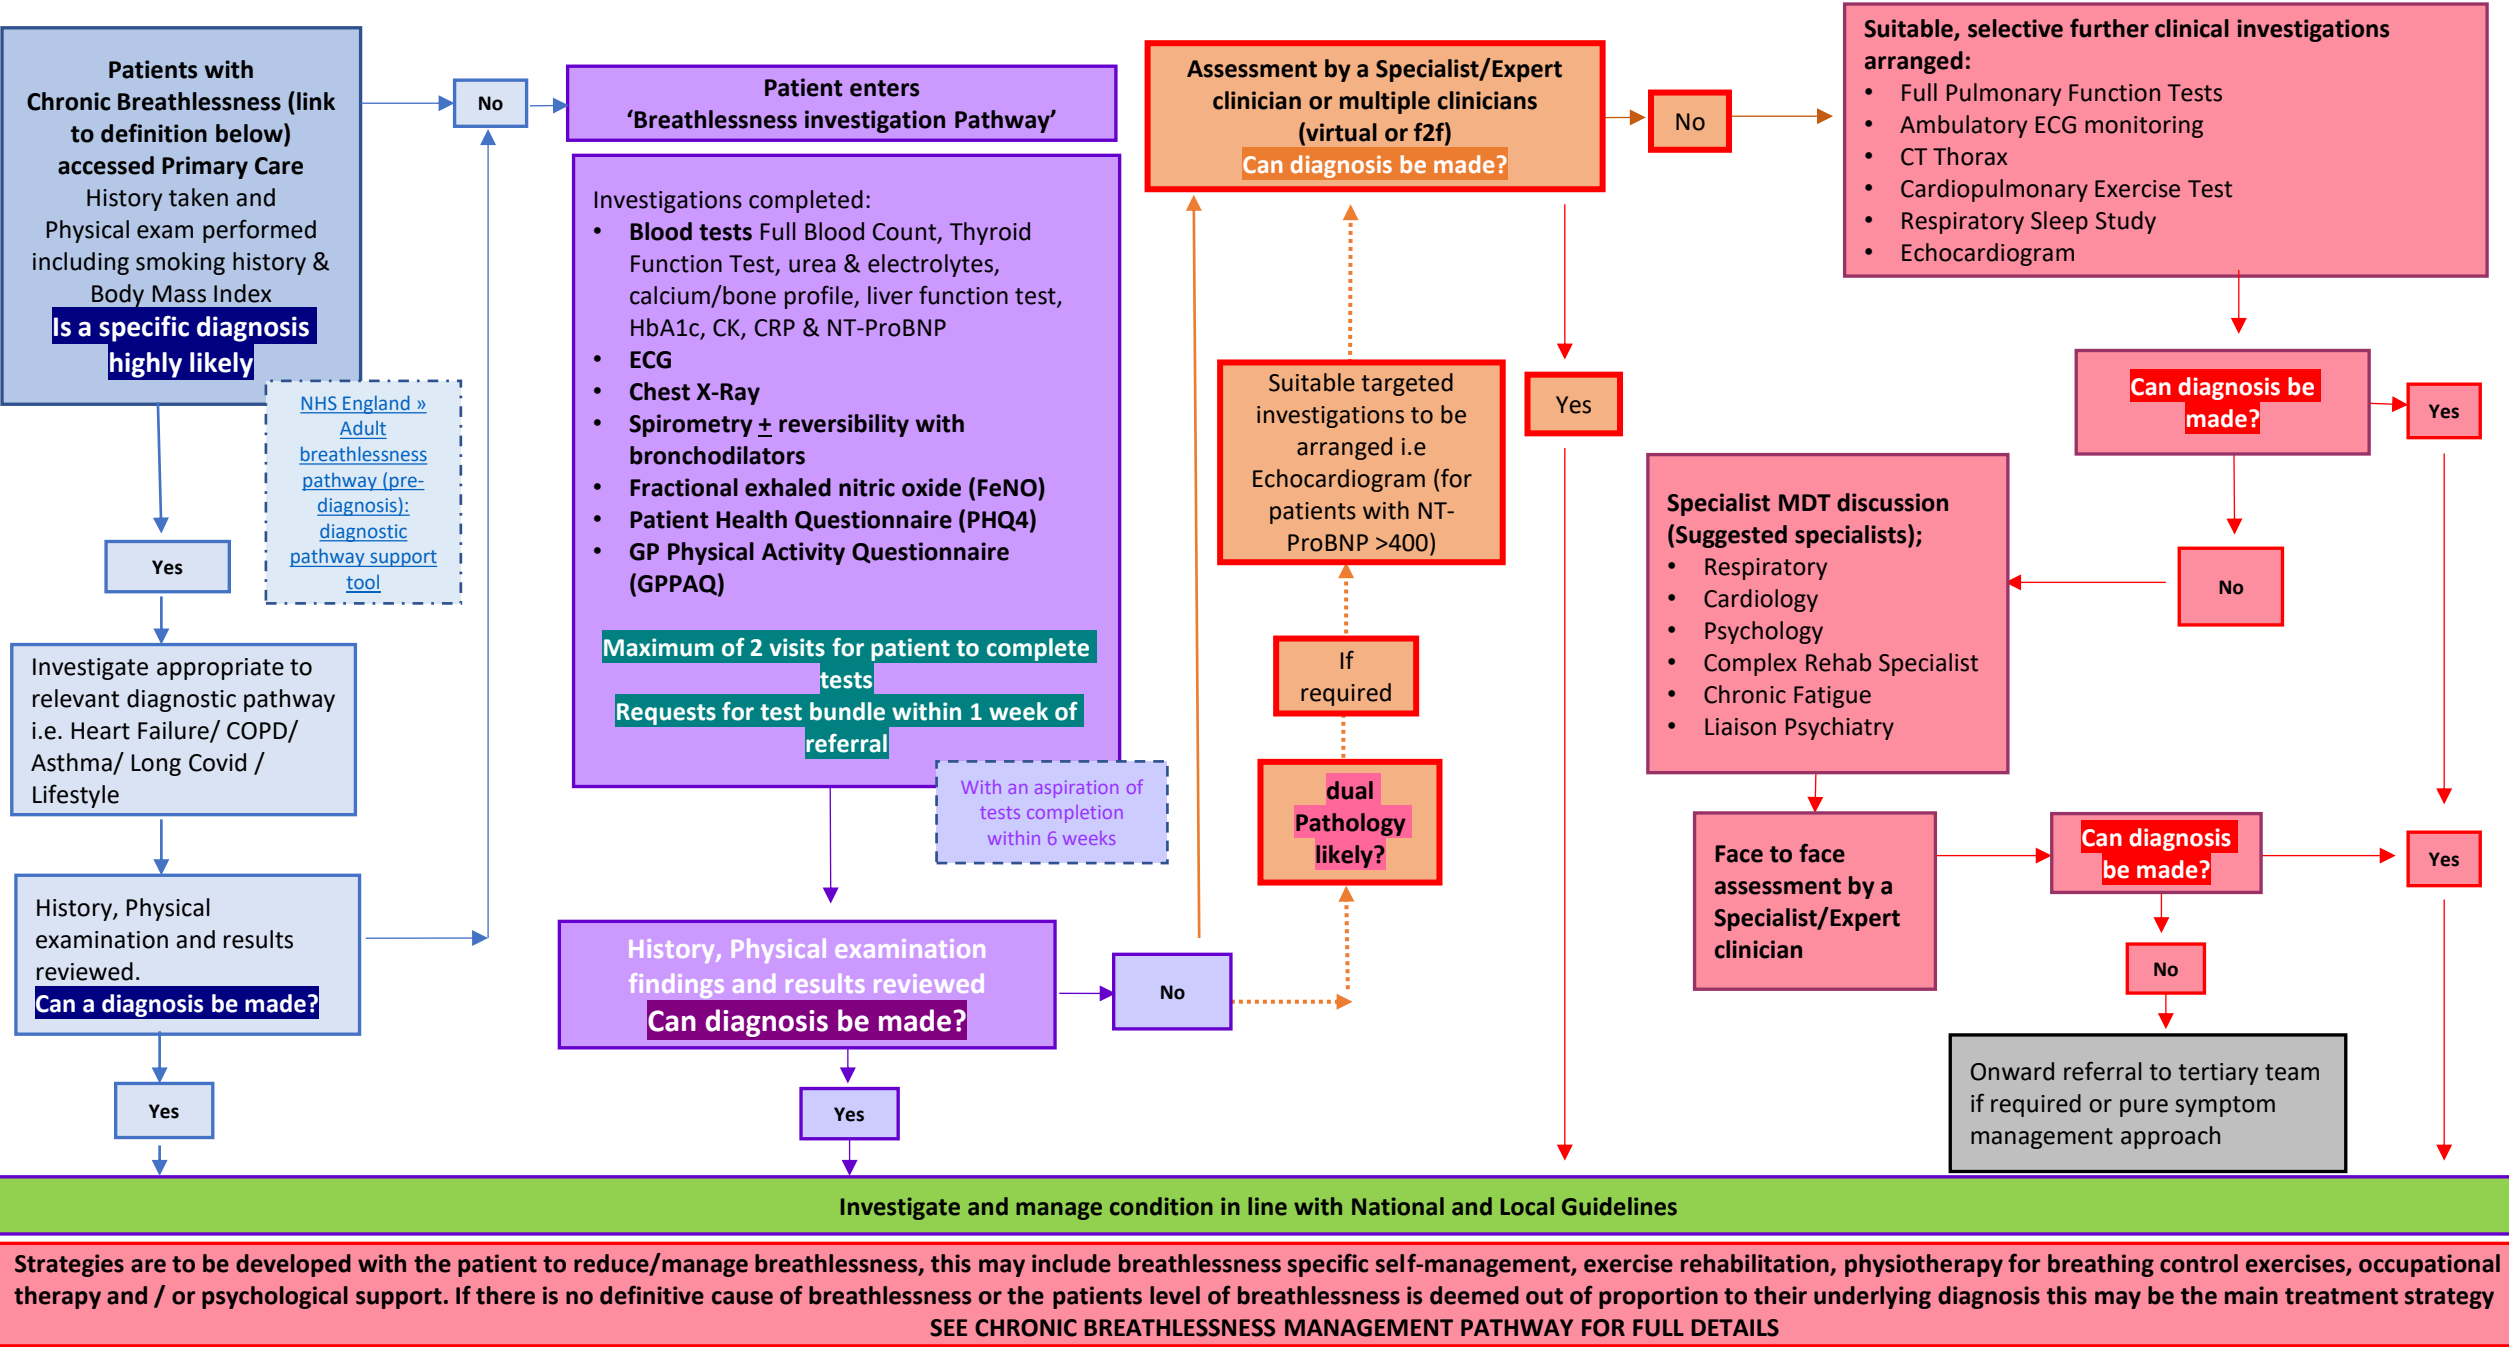 Patients with
Chronic Breathlessness (link
to definition below)
accessed Primary Care
History taken and
Physical exam performed
including smoking history &
Body Mass Index
Is a specific diagnosis
highly likely
NHS England »
Adult
breathlessness
pathway (pre-
diagnosis):
diagnostic
pathway support
tool
Yes
Investigate appropriate to
relevant diagnostic pathway
i.e. Heart Failure/ COPD/
Asthma/ Long Covid /
Lifestyle
History, Physical
examination and results
reviewed.
Can a diagnosis be made?
Yes
No
Patient enters
‘Breathlessness investigation Pathway’
Investigations completed:
• Blood tests Full Blood Count, Thyroid
Function Test, urea & electrolytes,
calcium/bone profile, liver function test,
HbA1c, CK, CRP & NT-ProBNP
• ECG
• Chest X-Ray
• Spirometry ± reversibility with
bronchodilators
• Fractional exhaled nitric oxide (FeNO)
• Patient Health Questionnaire (PHQ4)
• GP Physical Activity Questionnaire
(GPPAQ)
Maximum of 2 visits for patient to complete
tests
Requests for test bundle within 1 week of
referral
With an aspiration of
tests completion
within 6 weeks
History, Physical examination
findings and results reviewed
Can diagnosis be made?
No
Yes
Assessment by a Specialist/Expert
clinician or multiple clinicians
(virtual or f2f)
Can diagnosis be made?
Suitable targeted
investigations to be
arranged i.e
Echocardiogram (for
patients with NT-
ProBNP >400)
If
required
dual
Pathology
likely?
Yes
No
Suitable, selective further clinical investigations
arranged:
• Full Pulmonary Function Tests
• Ambulatory ECG monitoring
• CT Thorax
• Cardiopulmonary Exercise Test
• Respiratory Sleep Study
• Echocardiogram
Can diagnosis be
made?
Yes
No
Specialist MDT discussion
(Suggested specialists);
• Respiratory
• Cardiology
• Psychology
• Complex Rehab Specialist
• Chronic Fatigue
• Liaison Psychiatry
Face to face
assessment by a
Specialist/Expert
clinician
Can diagnosis
be made?
Yes
No
Onward referral to tertiary team
if required or pure symptom
management approach
Investigate and manage condition in line with National and Local Guidelines
Strategies are to be developed with the patient to reduce/manage breathlessness, this may include breathlessness specific self-management, exercise rehabilitation, physiotherapy for breathing control exercises, occupational
therapy and / or psychological support. If there is no definitive cause of breathlessness or the patients level of breathlessness is deemed out of proportion to their underlying diagnosis this may be the main treatment strategy
SEE CHRONIC BREATHLESSNESS MANAGEMENT PATHWAY FOR FULL DETAILS